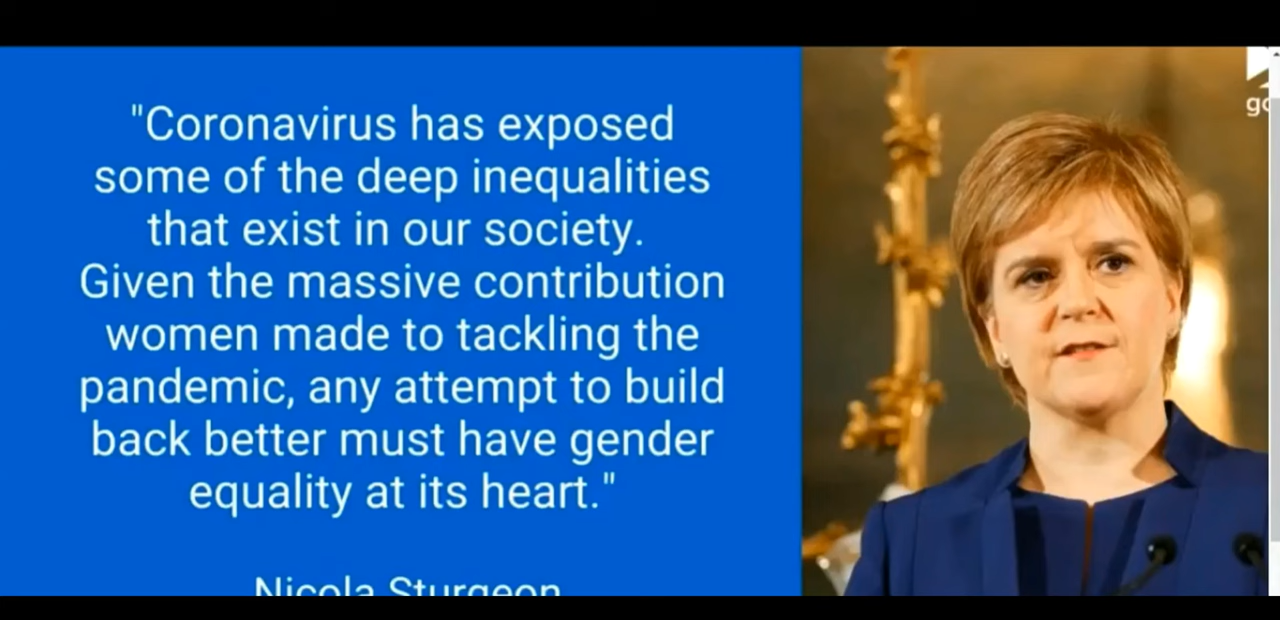 "Coronavirus has exposed
some of the deep inequalities
that exist in our society.
Given the massive contribution
women made to tackling the
pandemic, any attempt to build
back better must have gender
equality at its heart."
Nicola Sturgeon